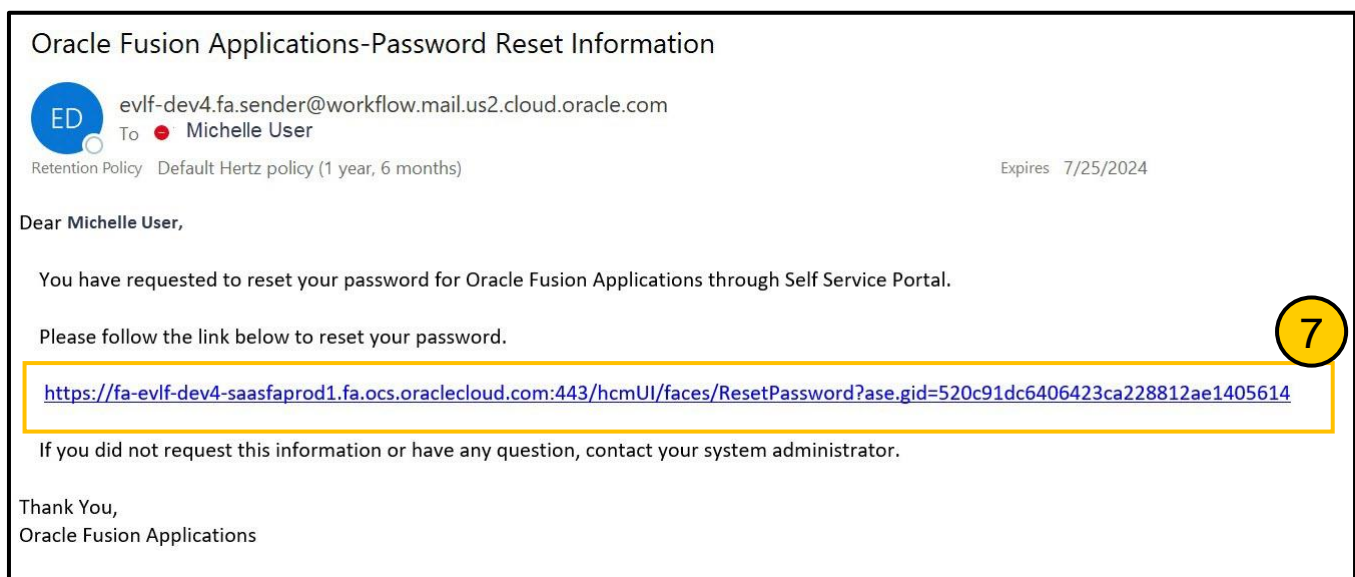 Oracle Fusion Applications-Password Reset Information
ED
evlf-dev4.fa.sender@workflow.mail.us2.cloud.oracle.com
To Michelle User
Retention Policy Default Hertz policy (1 year, 6 months) Expires 7/25/2024
Dear Michelle User,
You have requested to reset your password for Oracle Fusion Applications through Self Service Portal.
Please follow the link below to reset your password.
7
https://fa-evlf-dev4-saasfaprod1.fa.ocs.oraclecloud.com:443/hcmUI/faces/ResetPassword?ase.gid=520c91dc6406423ca228812ae1405614
If you did not request this information or have any question, contact your system administrator.
Thank You,
Oracle Fusion Applications